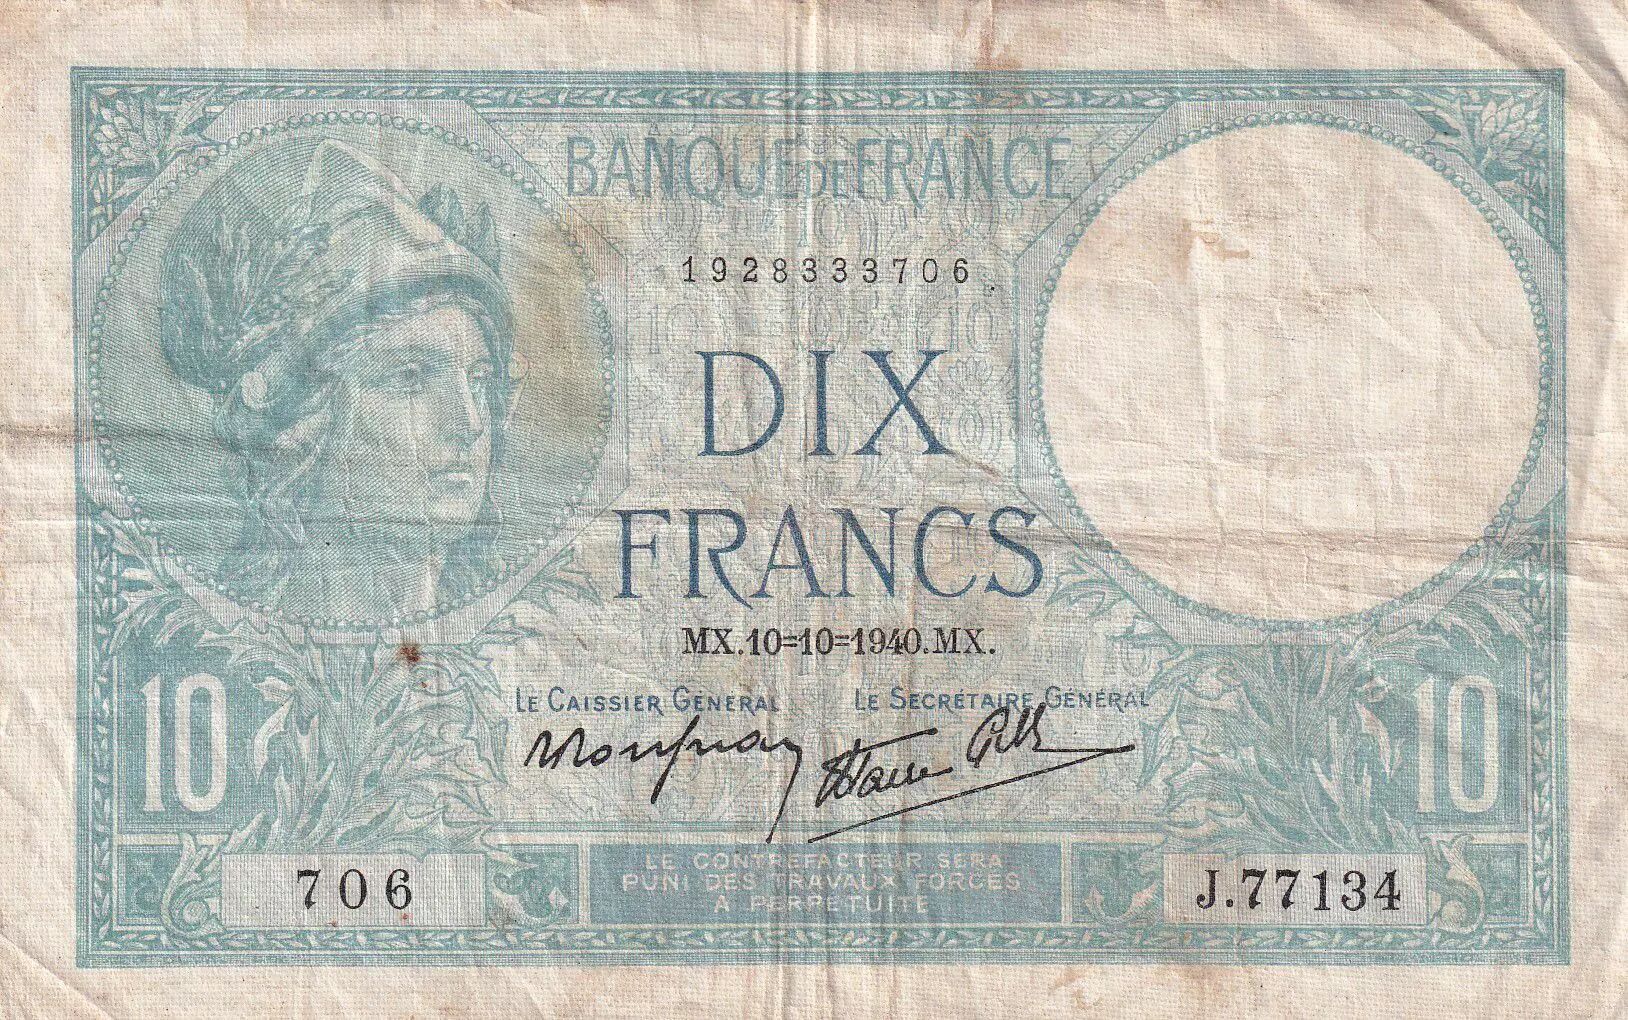 BANQUE DE FRANCE
1928333706
DIX
FRANCS
MX.10=10=1940.MX.
LE CAISSIER GÉNÉRAL
LE SECRÉTAIRE GÉNÉRAL
10
10
LE CONTREFACTEUR SERA
PUNI DES TRAVAUX FORCÉS
À PERPÉTUITÉ
706
J.77134